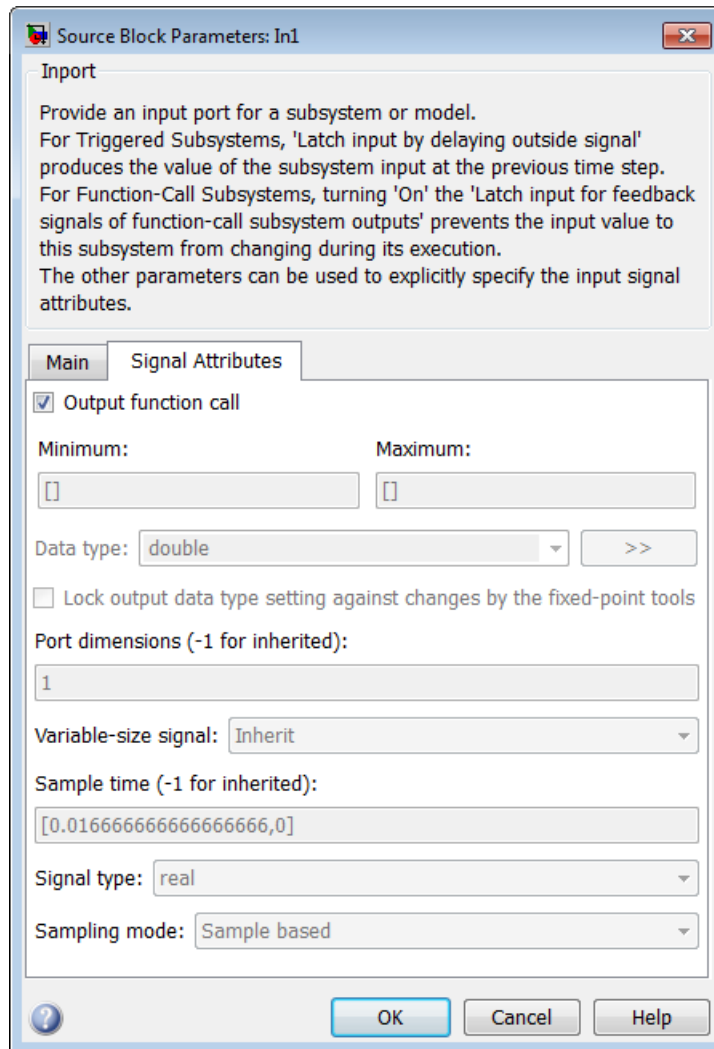 Source Block Parameters: In1
Inport
Provide an input port for a subsystem or model.
For Triggered Subsystems, 'Latch input by delaying outside signal'
produces the value of the subsystem input at the previous time step.
For Function-Call Subsystems, turning 'On' the 'Latch input for feedback
signals of function-call subsystem outputs' prevents the input value to
this subsystem from changing during its execution.
The other parameters can be used to explicitly specify the input signal
attributes.
Main Signal Attributes
Output function call
Minimum: Maximum:
[] []
Data type: double >>
Lock output data type setting against changes by the fixed-point tools
Port dimensions (-1 for inherited):
1
Variable-size signal: Inherit
Sample time (-1 for inherited):
[0.016666666666666666,0]
Signal type: real
Sampling mode: Sample based
OK Cancel Help